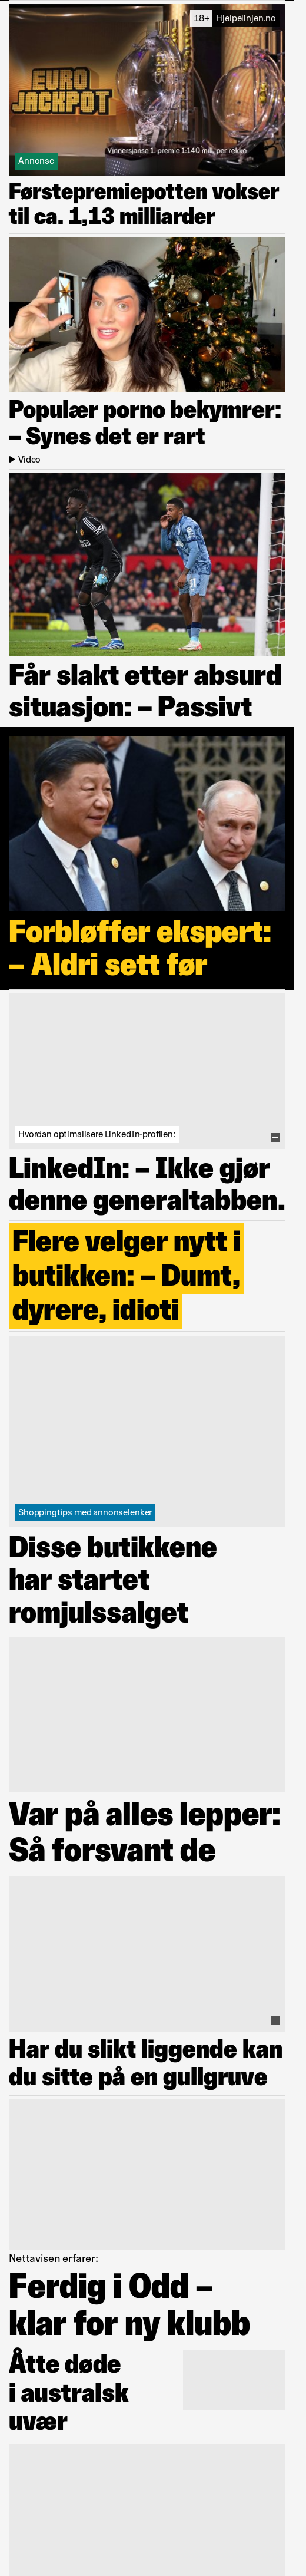 18+ Hjelpelinjen.no
EURO
JACKPOT
Vinnersjanse 1. premie 1:140 mill. per rekke
Annonse
Førstepremiepotten vokser
til ca. 1,13 milliarder
Populær porno bekymrer:
– Synes det er rart
Video
Får slakt etter absurd
situasjon: – Passivt
Forbløffer ekspert:
– Aldri sett før
Hvordan optimalisere LinkedIn-profilen:
LinkedIn: – Ikke gjør
denne generaltabben.
Flere velger nytt i
butikken: – Dumt,
dyrere, idioti
Shoppingtips med annonselenker
Disse butikkene
har startet
romjulssalget
Var på alles lepper:
Så forsvant de
Har du slikt liggende kan
du sitte på en gullgruve
Nettavisen erfarer:
Ferdig i Odd –
klar for ny klubb
Åtte døde
i australsk
uvær